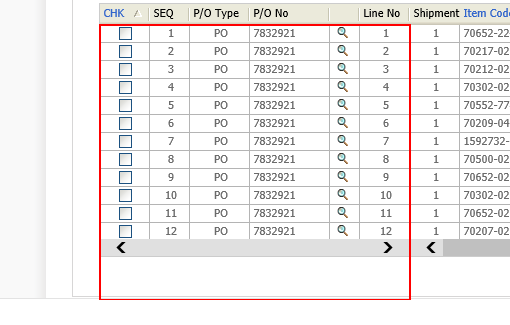 CHK SEQ P/O Type P/O No Line No Shipment Item Code
1 PO 7832921 1 1 70652-22
2 PO 7832921 2 1 70217-02
3 PO 7832921 3 1 70212-02
4 PO 7832921 4 1 70302-02
5 PO 7832921 5 1 70552-77
6 PO 7832921 6 1 70209-04
7 PO 7832921 7 1 1592732-
8 PO 7832921 8 1 70500-02
9 PO 7832921 9 1 70652-02
10 PO 7832921 10 1 70302-02
11 PO 7832921 11 1 70652-02
12 PO 7832921 12 1 70207-02